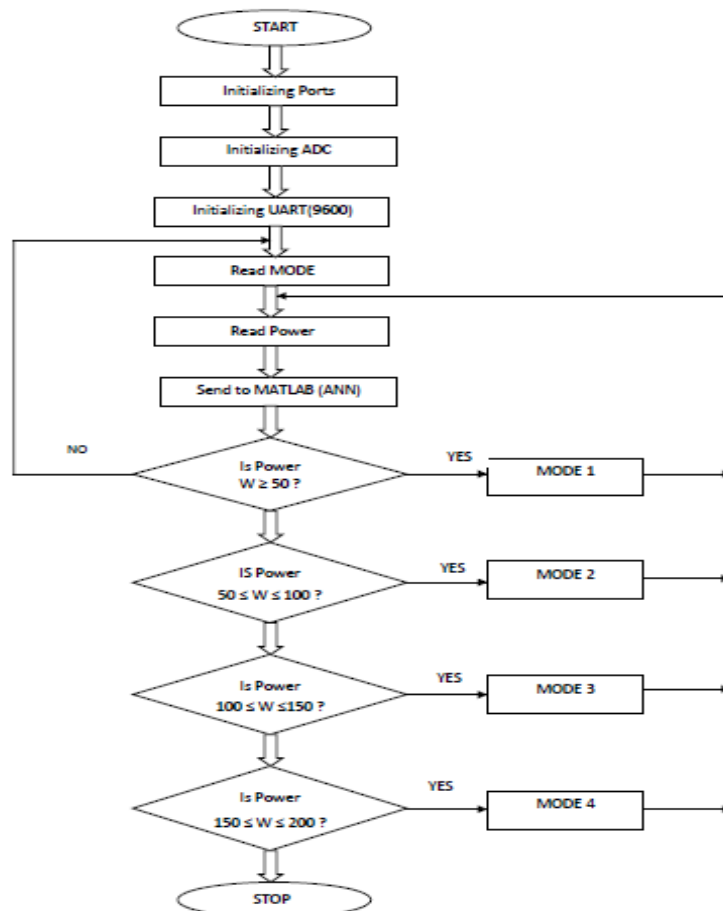 START
Initializing Ports
Initializing ADC
Initializing UART(9600)
Read MODE
Read Power
Send to MATLAB (ANN)
NO
Is Power
W ≥ 50 ?
YES
MODE 1
IS Power
50 ≤ W ≤ 100 ?
YES
MODE 2
Is Power
100 ≤ W ≤150 ?
YES
MODE 3
Is Power
150 ≤ W ≤ 200 ?
YES
MODE 4
STOP